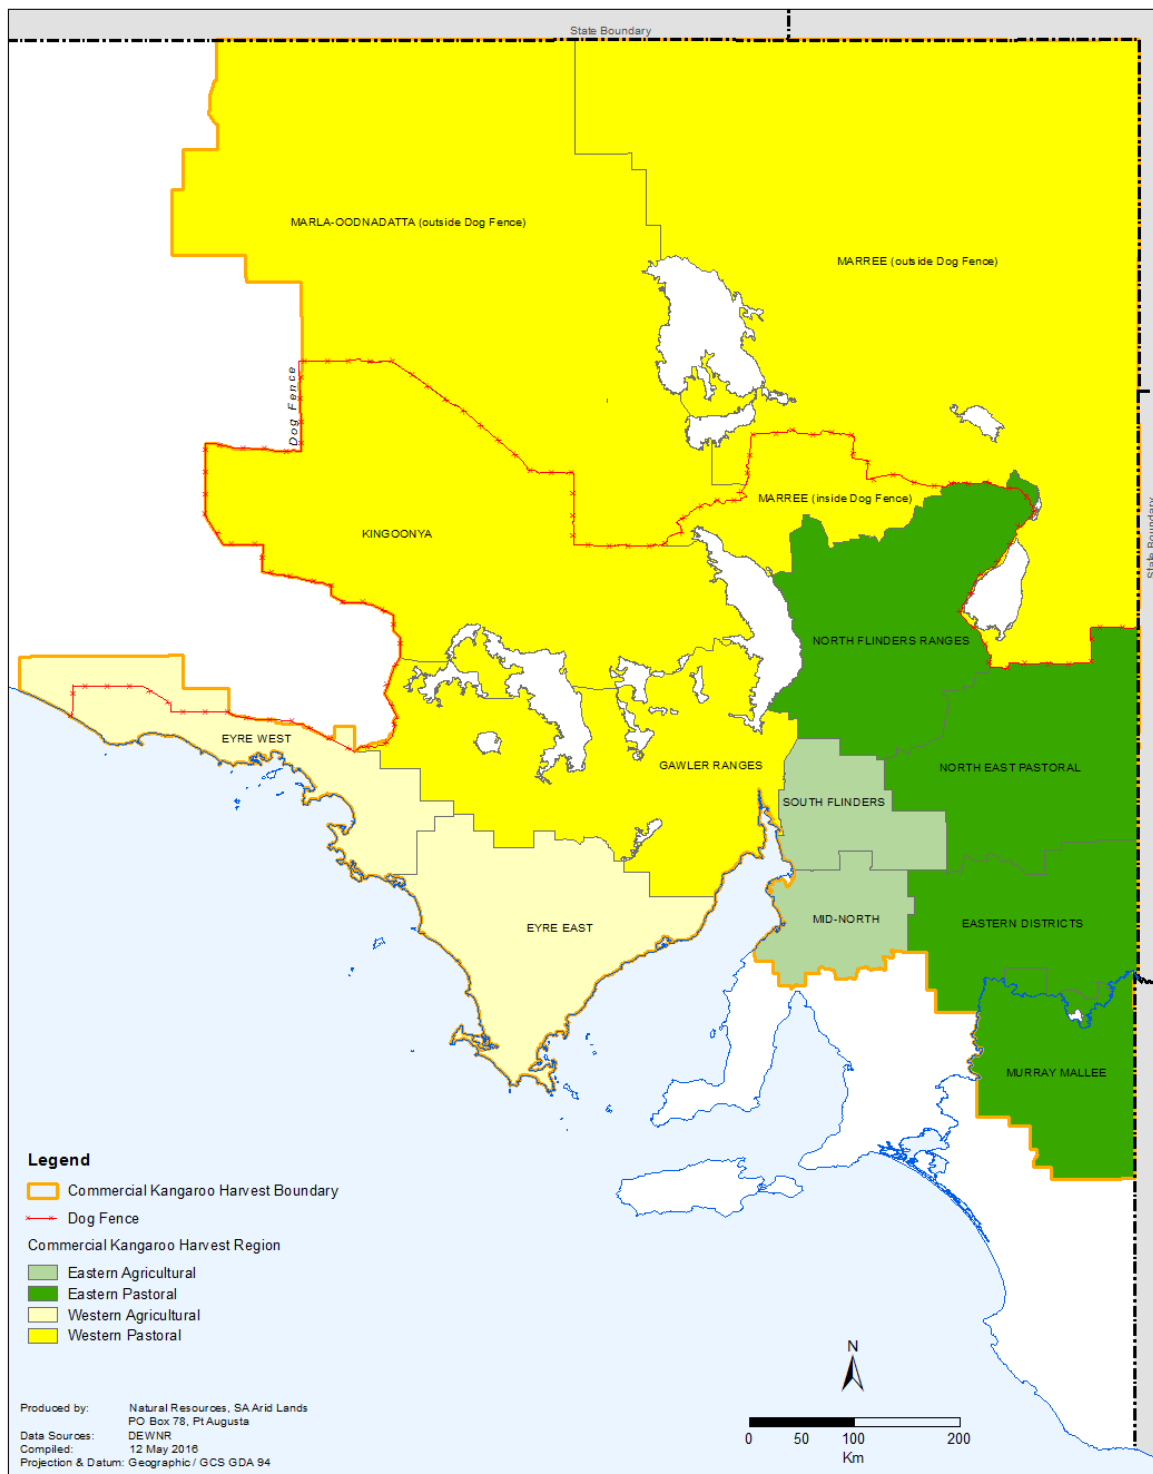 State Boundary
MARLA-OODNADATTA (outside Dog Fence)
MARREE (outside Dog Fence)
Dog Fence
MARREE (inside Dog Fence)
State Boundary
KINGOONYA
NORTH FLINDERS RANGES
EYRE WEST
GAWLER RANGES
NORTH EAST PASTORAL
SOUTH FLINDERS
MID-NORTH
EASTERN DISTRICTS
EYRE EAST
MURRAY MALLEE
Legend
Commercial Kangaroo Harvest Boundary
Dog Fence
Commercial Kangaroo Harvest Region
Eastern Agricultural
Eastern Pastoral
Western Agricultural
Western Pastoral
N
0 50 100 200
Km
Produced by: Natural Resources, SA Arid Lands
PO Box 78, Pt Augusta
Data Sources: DEWNR
Compiled: 12 May 2016
Projection & Datum: Geographic / GCS GDA 94